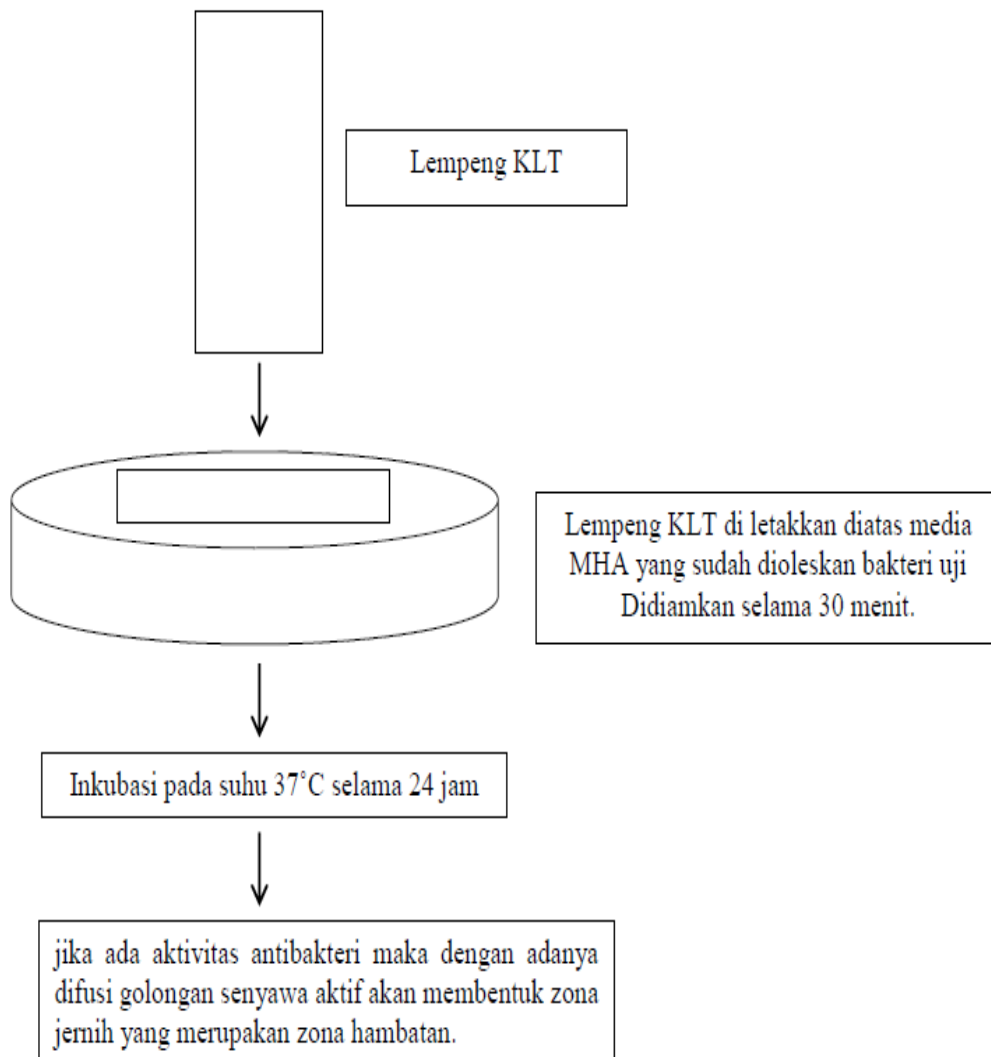 Lempeng KLT
Lempeng KLT di letakkan diatas media
MHA yang sudah dioleskan bakteri uji
Didiamkan selama 30 menit.
Inkubasi pada suhu 37˚C selama 24 jam
jika ada aktivitas antibakteri maka dengan adanya
difusi golongan senyawa aktif akan membentuk zona
jernih yang merupakan zona hambatan.